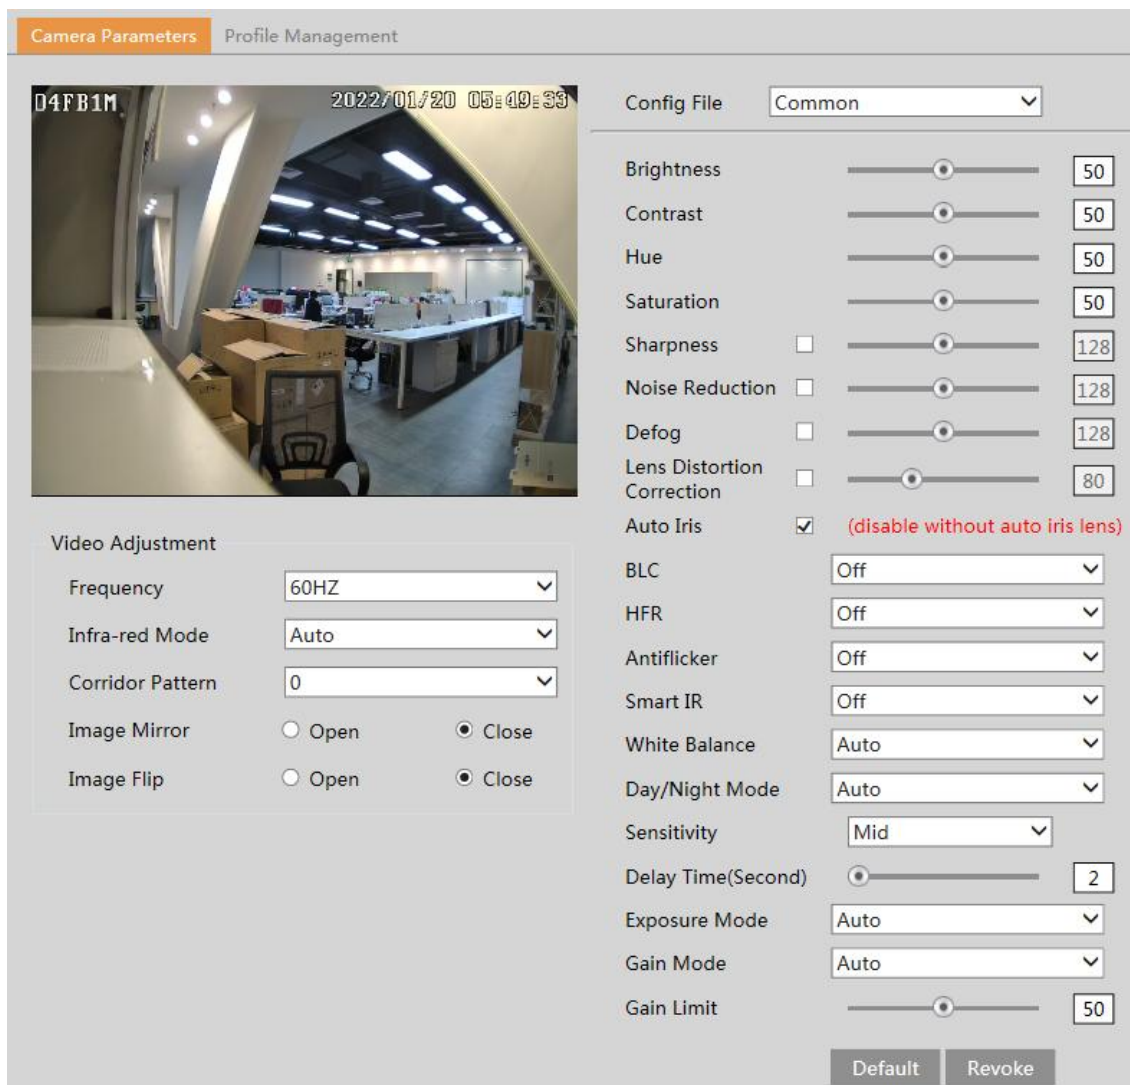 Camera Parameters Profile Management
D4FB1M 2022/01/20 05:49:33
Config File Common
Brightness 50
Contrast 50
Hue 50
Saturation 50
Sharpness 128
Noise Reduction 128
Defog 128
Lens Distortion
Correction 80
Auto Iris (disable without auto iris lens)
BLC Off
HFR Off
Antiflicker Off
Smart IR Off
White Balance Auto
Day/Night Mode Auto
Sensitivity Mid
Delay Time(Second) 2
Exposure Mode Auto
Gain Mode Auto
Gain Limit 50
Default Revoke
Video Adjustment
Frequency 60HZ
Infra-red Mode Auto
Corridor Pattern 0
Image Mirror Open Close
Image Flip Open Close